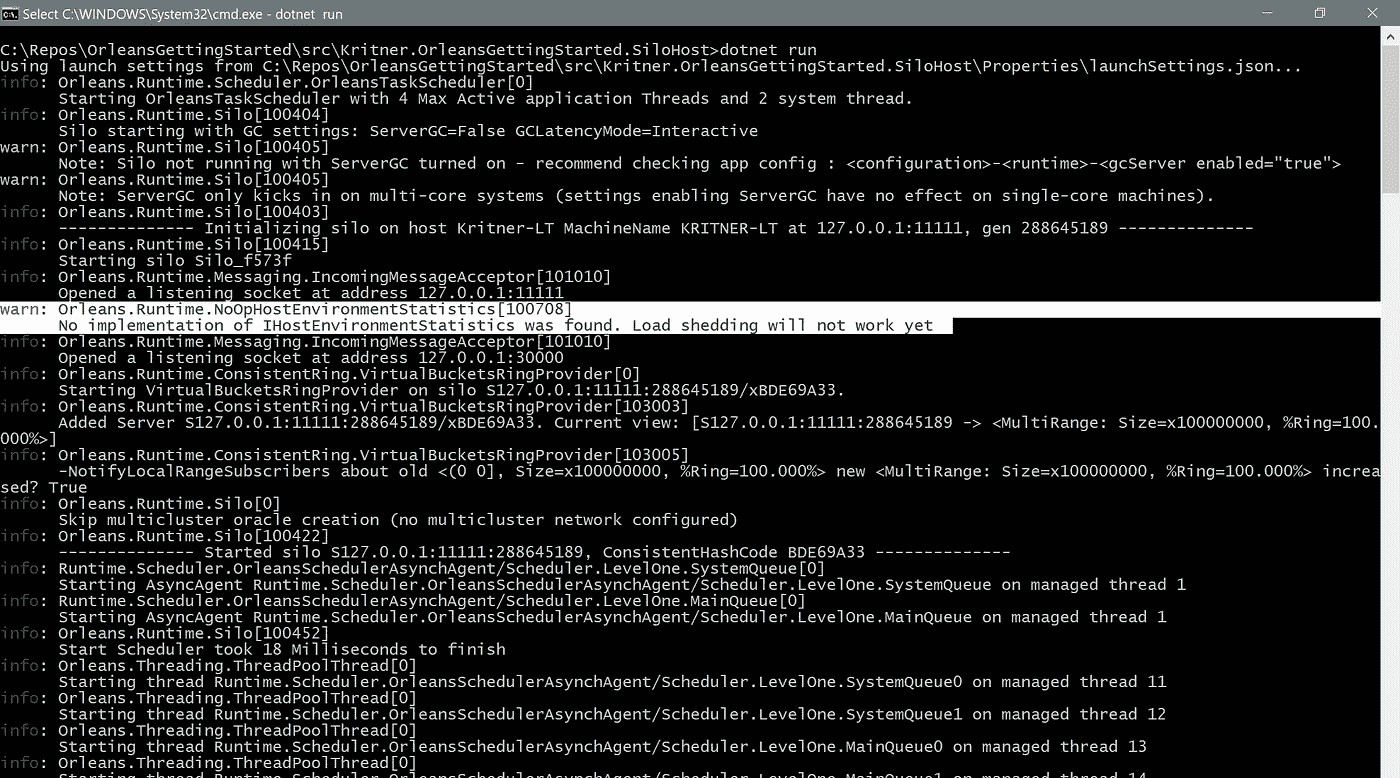 Select C:\WINDOWS\System32\cmd.exe - dotnet  run
C:\Repos\OrleansGettingStarted\src\Kritner.OrleansGettingStarted.SiloHost>dotnet run
Using launch settings from C:\Repos\OrleansGettingStarted\src\Kritner.OrleansGettingStarted.SiloHost\Properties\launchSettings.json...
info: Orleans.Runtime.Scheduler.OrleansTaskScheduler[0]
      Starting OrleansTaskScheduler with 4 Max Active application Threads and 2 system thread.
info: Orleans.Runtime.Silo[100404]
      Silo starting with GC settings: ServerGC=False GCLatencyMode=Interactive
warn: Orleans.Runtime.Silo[100405]
      Note: Silo not running with ServerGC turned on - recommend checking app config : <configuration>-<runtime>-<gcServer enabled="true">
warn: Orleans.Runtime.Silo[100405]
      Note: ServerGC only kicks in on multi-core systems (settings enabling ServerGC have no effect on single-core machines).
info: Orleans.Runtime.Silo[100403]
      -------------- Initializing silo on host Kritner-LT MachineName KRITNER-LT at 127.0.0.1:11111, gen 288645189 --------------
info: Orleans.Runtime.Silo[100415]
      Starting silo Silo_f573f
info: Orleans.Runtime.Messaging.IncomingMessageAcceptor[101010]
      Opened a listening socket at address 127.0.0.1:11111
warn: Orleans.Runtime.NoOpHostEnvironmentStatistics[100708]
      No implementation of IHostEnvironmentStatistics was found. Load shedding will not work yet
info: Orleans.Runtime.Messaging.IncomingMessageAcceptor[101010]
      Opened a listening socket at address 127.0.0.1:30000
info: Orleans.Runtime.ConsistentRing.VirtualBucketsRingProvider[0]
      Starting VirtualBucketsRingProvider on silo S127.0.0.1:11111:288645189/xBDE69A33.
info: Orleans.Runtime.ConsistentRing.VirtualBucketsRingProvider[103003]
      Added Server S127.0.0.1:11111:288645189/xBDE69A33. Current view: [S127.0.0.1:11111:288645189 -> <MultiRange: Size=x100000000, %Ring=100.
000%>]
info: Orleans.Runtime.ConsistentRing.VirtualBucketsRingProvider[103005]
      -NotifyLocalRangeSubscribers about old <(0 0], Size=x100000000, %Ring=100.000%> new <MultiRange: Size=x100000000, %Ring=100.000%> increa
sed? True
info: Orleans.Runtime.Silo[0]
      Skip multicluster oracle creation (no multicluster network configured)
info: Orleans.Runtime.Silo[100422]
      -------------- Started silo S127.0.0.1:11111:288645189, ConsistentHashCode BDE69A33 --------------
info: Runtime.Scheduler.OrleansSchedulerAsynchAgent/Scheduler.LevelOne.SystemQueue[0]
      Starting AsyncAgent Runtime.Scheduler.OrleansSchedulerAsynchAgent/Scheduler.LevelOne.SystemQueue on managed thread 1
info: Runtime.Scheduler.OrleansSchedulerAsynchAgent/Scheduler.LevelOne.MainQueue[0]
      Starting AsyncAgent Runtime.Scheduler.OrleansSchedulerAsynchAgent/Scheduler.LevelOne.MainQueue on managed thread 1
info: Orleans.Runtime.Silo[100452]
      Start Scheduler took 18 Milliseconds to finish
info: Orleans.Threading.ThreadPoolThread[0]
      Starting thread Runtime.Scheduler.OrleansSchedulerAsynchAgent/Scheduler.LevelOne.SystemQueue0 on managed thread 11
info: Orleans.Threading.ThreadPoolThread[0]
      Starting thread Runtime.Scheduler.OrleansSchedulerAsynchAgent/Scheduler.LevelOne.SystemQueue1 on managed thread 12
info: Orleans.Threading.ThreadPoolThread[0]
      Starting thread Runtime.Scheduler.OrleansSchedulerAsynchAgent/Scheduler.LevelOne.MainQueue0 on managed thread 13
info: Orleans.Threading.ThreadPoolThread[0]
      Starting thread Runtime.Scheduler.OrleansSchedulerAsynchAgent/Scheduler.LevelOne.MainQueue1 on managed thread 14